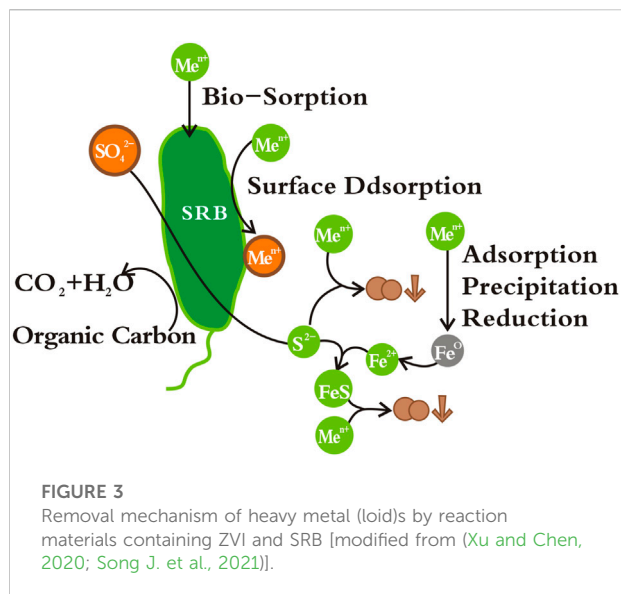 Meⁿ⁺
Bio-Sorption
SO₄²⁻
Meⁿ⁺
SRB
Surface Ddsorption
Meⁿ⁺
Meⁿ⁺
Meⁿ⁺
Adsorption
Precipitation
Reduction
CO₂+H₂O
Organic Carbon
S²⁻
Fe²⁺
Fe⁰
FeS
Meⁿ⁺
FIGURE 3
Removal mechanism of heavy metal (loid)s by reaction
materials containing ZVI and SRB [modified from (Xu and Chen,
2020; Song J. et al., 2021)].